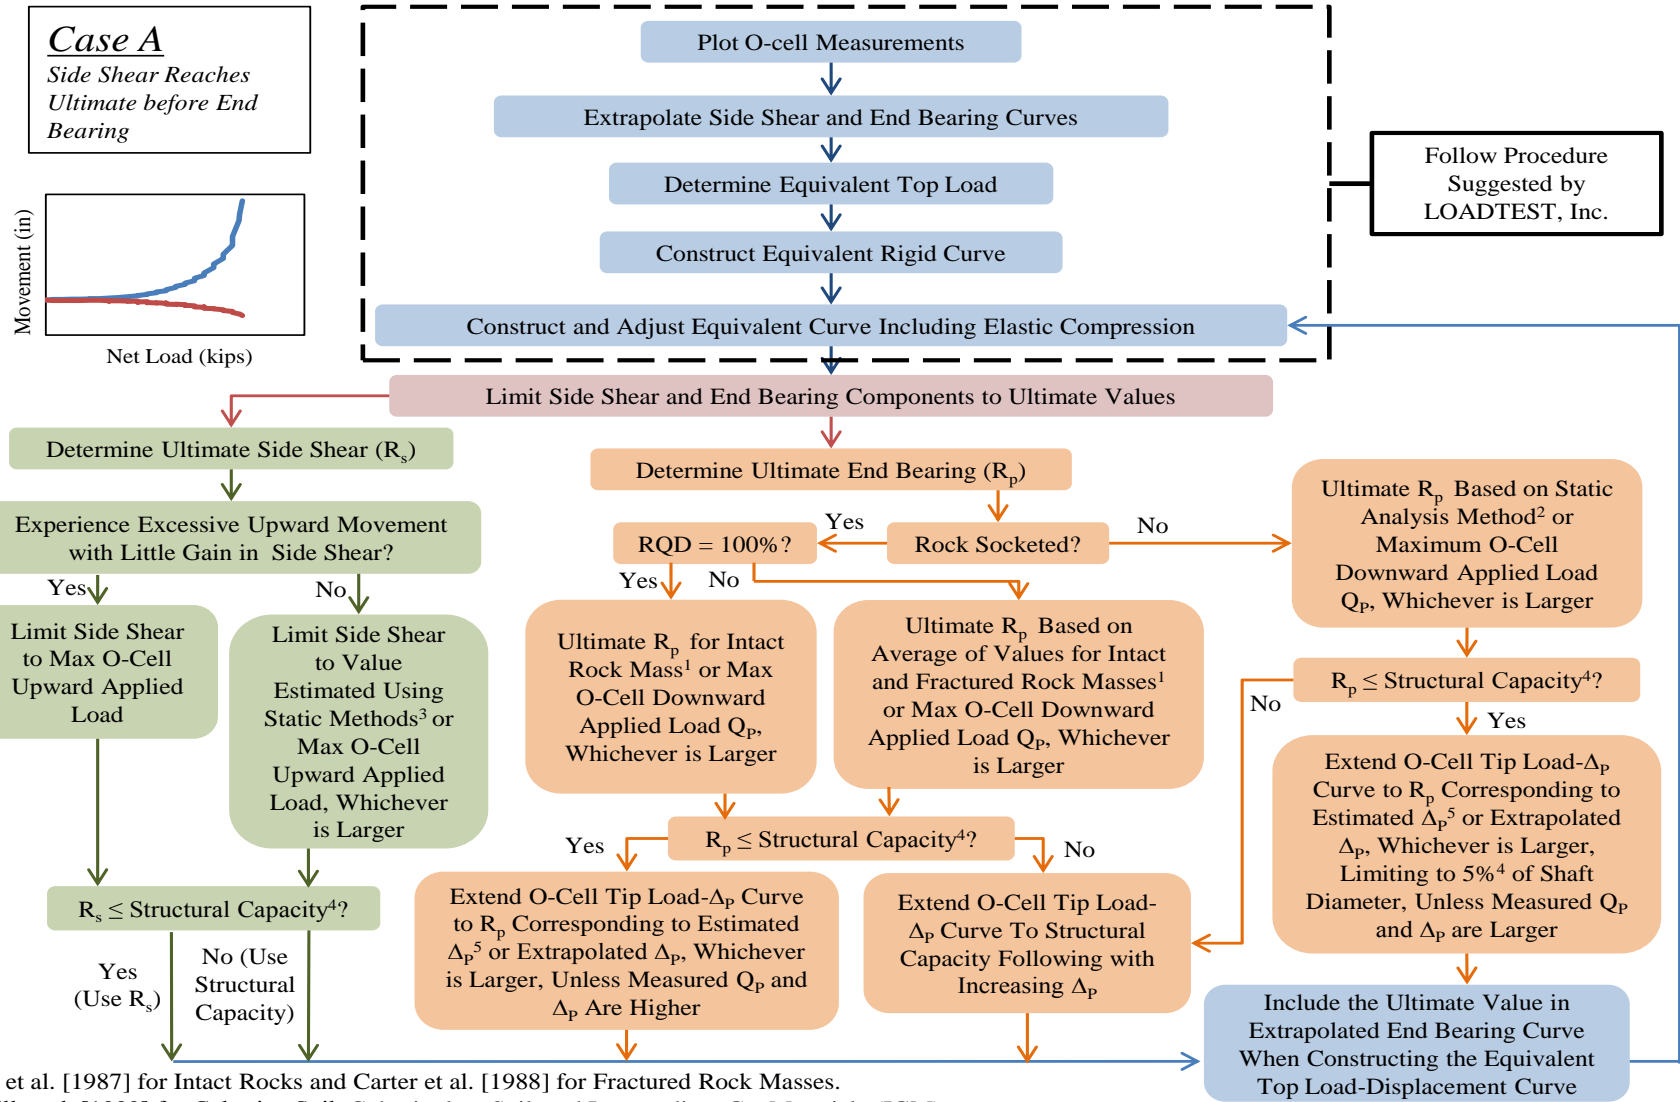 Case A
Side Shear Reaches
Ultimate before End
Bearing
Movement (in)
Net Load (kips)
Plot O-cell Measurements
Extrapolate Side Shear and End Bearing Curves
Determine Equivalent Top Load
Construct Equivalent Rigid Curve
Construct and Adjust Equivalent Curve Including Elastic Compression
Follow Procedure
Suggested by
LOADTEST, Inc.
Limit Side Shear and End Bearing Components to Ultimate Values
Determine Ultimate Side Shear (Rs)
Experience Excessive Upward Movement
with Little Gain in Side Shear?
Yes
No
Limit Side Shear
to Max O-Cell
Upward Applied
Load
Limit Side Shear
to Value
Estimated Using
Static Methods³ or
Max O-Cell
Upward Applied
Load, Whichever
is Larger
Rs ≤ Structural Capacity⁴?
Yes
(Use Rs)
No (Use
Structural
Capacity)
Determine Ultimate End Bearing (Rp)
Rock Socketed?
Yes
No
RQD = 100%?
Yes
No
Ultimate Rp for Intact
Rock Mass¹ or Max
O-Cell Downward
Applied Load QP,
Whichever is Larger
Ultimate Rp Based on
Average of Values for Intact
and Fractured Rock Masses¹
or Max O-Cell Downward
Applied Load QP, Whichever
is Larger
Rp ≤ Structural Capacity⁴?
Yes
No
Extend O-Cell Tip Load-ΔP Curve
to Rp Corresponding to Estimated
ΔP⁵ or Extrapolated ΔP, Whichever
is Larger, Unless Measured QP and
ΔP Are Higher
Extend O-Cell Tip Load-
ΔP Curve To Structural
Capacity Following with
Increasing ΔP
Ultimate Rp Based on Static
Analysis Method² or
Maximum O-Cell
Downward Applied Load
QP, Whichever is Larger
Rp ≤ Structural Capacity⁴?
No
Yes
Extend O-Cell Tip Load-ΔP
Curve to Rp Corresponding to
Estimated ΔP⁵ or Extrapolated
ΔP, Whichever is Larger,
Limiting to 5%⁴ of Shaft
Diameter, Unless Measured QP
and ΔP are Larger
Include the Ultimate Value in
Extrapolated End Bearing Curve
When Constructing the Equivalent
Top Load-Displacement Curve
et al. [1987] for Intact Rocks and Carter et al. [1988] for Fractured Rock Masses.